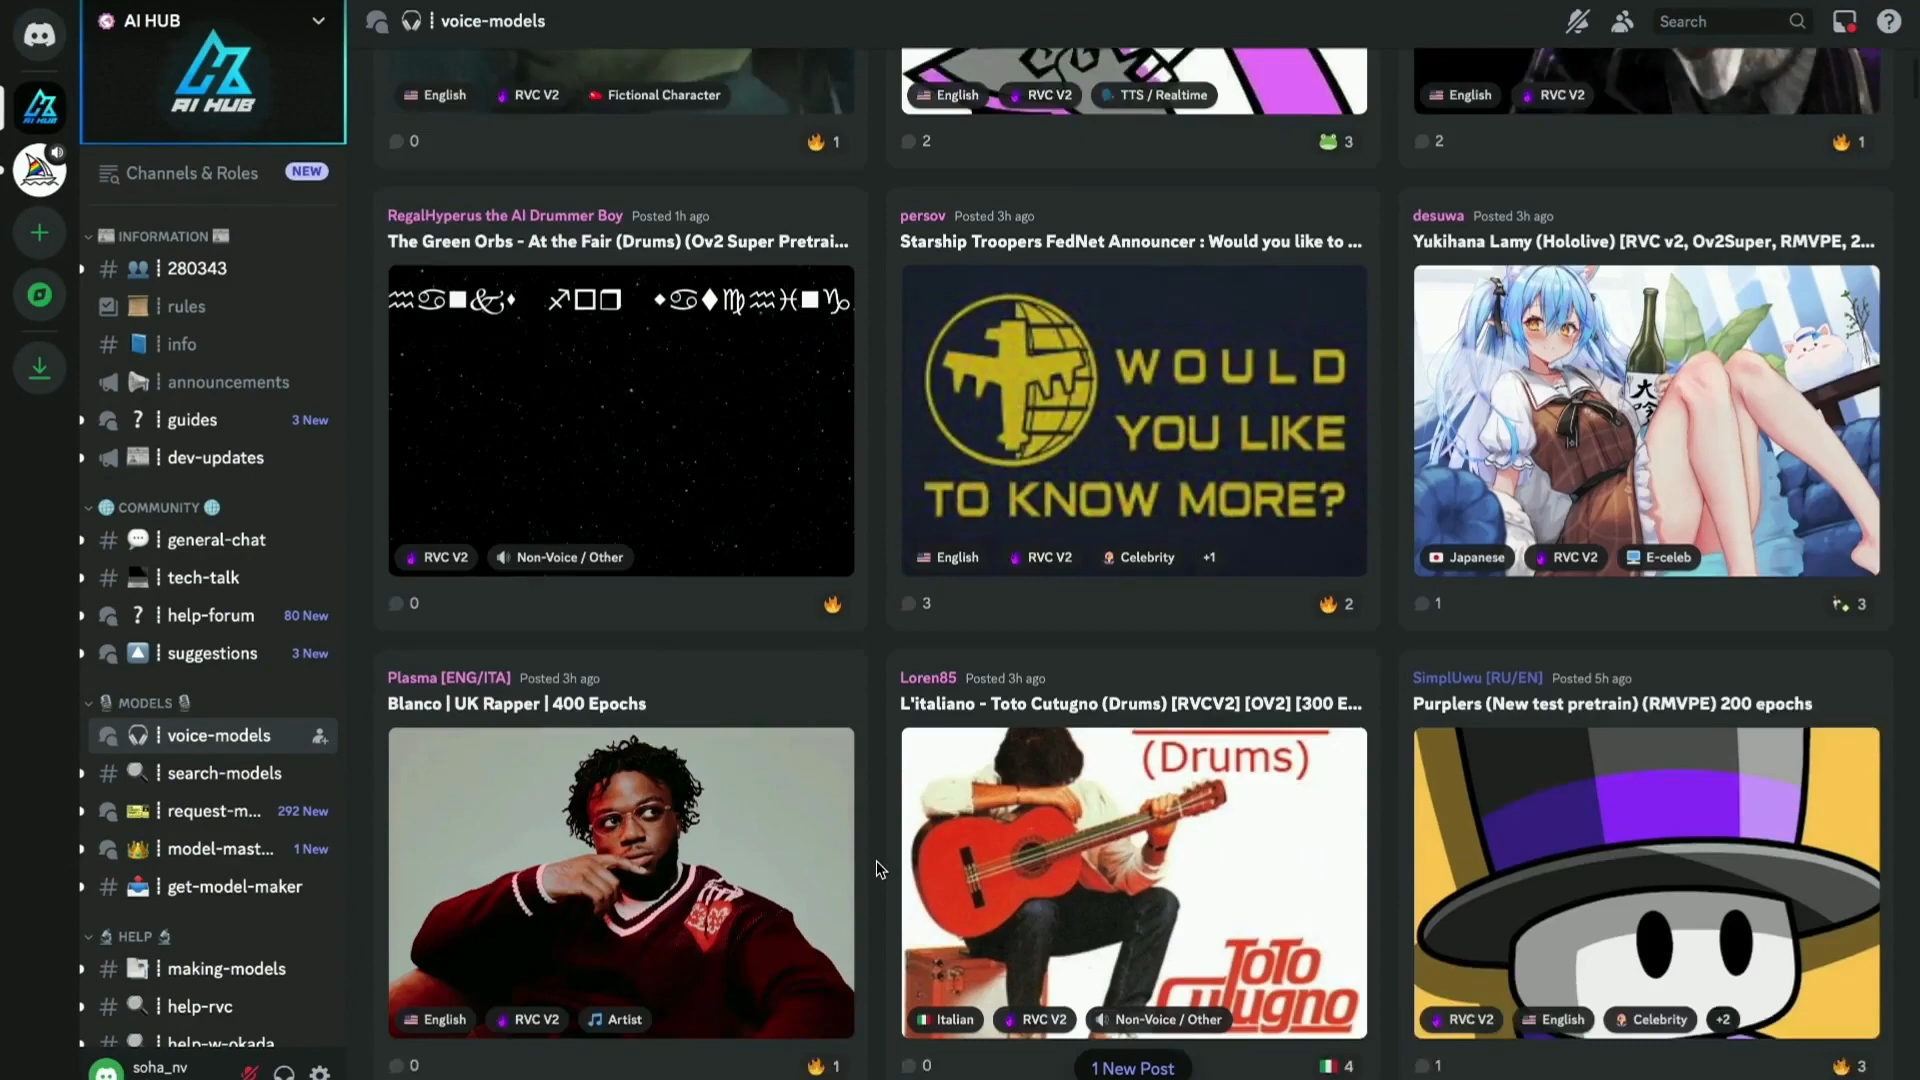 AI HUB
AI HUB
Channels & Roles
NEW
INFORMATION
280343
rules
info
announcements
? guides
3 New
dev-updates
COMMUNITY
general-chat
tech-talk
? help-forum
80 New
suggestions
3 New
MODELS
voice-models
search-models
request-m...
292 New
model-mast...
1 New
get-model-maker
HELP
making-models
help-rvc
help-w-okada
soha_nv
voice-models
Search
English
RVC V2
Fictional Character
0
1
English
RVC V2
TTS / Realtime
2
3
English
RVC V2
2
1
RegalHyperus the AI Drummer Boy Posted 1h ago
The Green Orbs - At the Fair (Drums) (Ov2 Super Pretrai...
RVC V2
Non-Voice / Other
0
persov Posted 3h ago
Starship Troopers FedNet Announcer : Would you like to ...
WOULD
YOU LIKE
TO KNOW MORE?
English
RVC V2
Celebrity
+1
3
2
desuwa Posted 3h ago
Yukihana Lamy (Hololive) [RVC v2, Ov2Super, RMVPE, 2...
大
吟
Japanese
RVC V2
E-celeb
1
3
Plasma [ENG/ITA] Posted 3h ago
Blanco | UK Rapper | 400 Epochs
English
RVC V2
Artist
0
1
Loren85 Posted 3h ago
L'italiano - Toto Cutugno (Drums) [RVCV2] [OV2] [300 E...
(Drums)
TOTO
CUTUGNO
Italian
RVC V2
Non-Voice / Other
0
4
1 New Post
SimplUwu [RU/EN] Posted 5h ago
Purplers (New test pretrain) (RMVPE) 200 epochs
RVC V2
English
Celebrity
+2
1
3